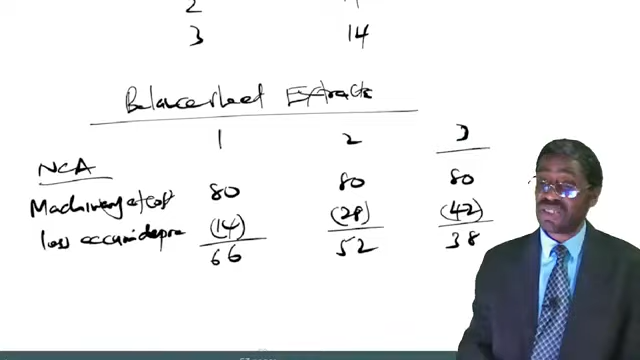 2
3 14
Balance sheet Extracts
1 2 3
NCA
Machinery at cost 80 80 80
less accum depre (14) (28) (42)
66 52 38